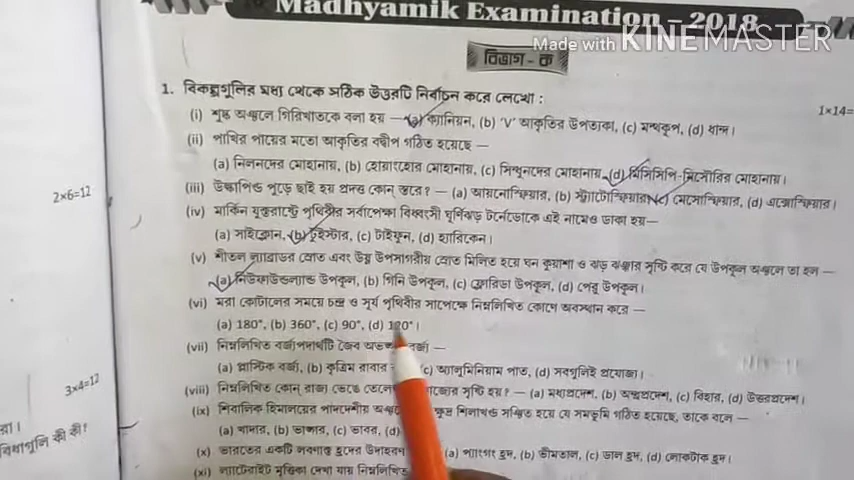 Madhyamik Examination - 2018
Made with KINEMASTER
বিভাগ - ক
1. বিকল্পগুলির মধ্য থেকে সঠিক উত্তরটি নির্বাচন করে লেখো :
1×14=
(i) শুষ্ক অঞ্চলে গিরিখাতকে বলা হয় — (a) ক্যানিয়ন, (b) 'V' আকৃতির উপত্যকা, (c) মন্থকূপ, (d) ধান্দ।
(ii) পাখির পায়ের মতো আকৃতির বদ্বীপ গঠিত হয়েছে —
(a) নিলনদের মোহানায়, (b) হোয়াংহোর মোহানায়, (c) সিন্ধুনদের মোহানায়, (d) মিসিসিপি-মিসৌরির মোহানায়।
2×6=12
(iii) উল্কাপিণ্ড পুড়ে ছাই হয় প্রদত্ত কোন্ স্তরে? — (a) আয়নোস্ফিয়ার, (b) স্ট্র্যাটোস্ফিয়ার, (c) মেসোস্ফিয়ার, (d) এক্সোস্ফিয়ার।
(iv) মার্কিন যুক্তরাষ্ট্রে পৃথিবীর সর্বাপেক্ষা বিধ্বংসী ঘূর্ণিঝড় টর্নেডোকে এই নামেও ডাকা হয়—
(a) সাইক্লোন, (b) টুইস্টার, (c) টাইফুন, (d) হ্যারিকেন।
(v) শীতল ল্যাব্রাডর স্রোত এবং উষ্ণ উপসাগরীয় স্রোত মিলিত হয়ে ঘন কুয়াশা ও ঝড় ঝঞ্ঝার সৃষ্টি করে যে উপকূল অঞ্চলে তা হল —
(a) নিউফাউন্ডল্যান্ড উপকূল, (b) গিনি উপকূল, (c) ফ্লোরিডা উপকূল, (d) পেরু উপকূল।
(vi) মরা কোটালের সময়ে চন্দ্র ও সূর্য পৃথিবীর সাপেক্ষে নিম্নলিখিত কোণে অবস্থান করে —
(a) 180°, (b) 360°, (c) 90°, (d) 120°।
(vii) নিম্নলিখিত বর্জ্যপদার্থটি জৈব অভঙ্গুর বর্জ্য —
(a) প্লাস্টিক বর্জ্য, (b) কৃত্রিম রাবার (c) অ্যালুমিনিয়াম পাত, (d) সবগুলিই প্রযোজ্য।
3×4=12
(viii) নিম্নলিখিত কোন্ রাজ্য ভেঙে রাজ্যের সৃষ্টি হয়? — (a) মধ্যপ্রদেশ, (b) অন্ধ্রপ্রদেশ, (c) বিহার, (d) উত্তরপ্রদেশ।
(ix) শিবালিক হিমালয়ের পাদদেশীয় ক্ষুদ্র শিলাখণ্ড সঞ্চিত হয়ে যে সমভূমি গঠিত হয়েছে, তাকে বলে —
(a) খাদার, (b) ভাঙ্গার, (c) ভাবর, (d)
কী কী?
(x) ভারতের একটি লবণাক্ত হ্রদের উদাহরণ (a) প্যাংগং হ্রদ, (b) ভীমতাল, (c) ডাল হ্রদ, (d) লোকটাক হ্রদ।
(xi) ল্যাটেরাইট মৃত্তিকা দেখা যায়